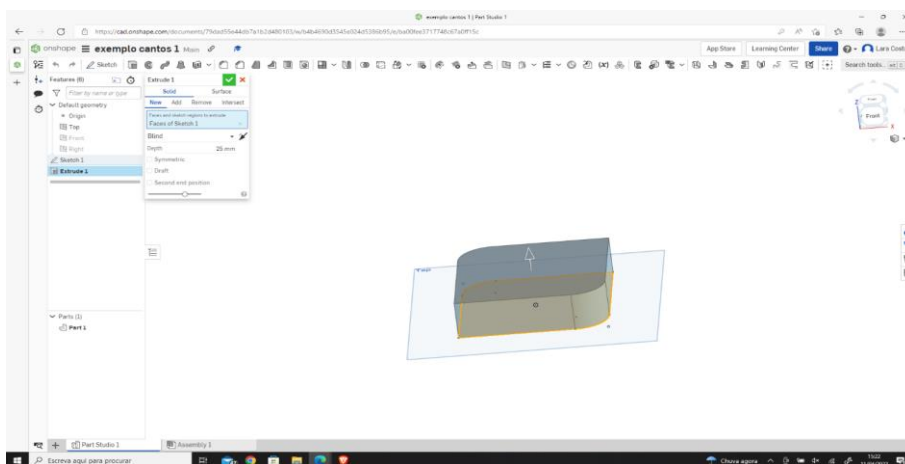 exemplo cantos 1 | Part Studio 1
onshape exemplo cantos 1 Main
App Store Learning Center Share Lara Cost
Sketch
Search tools...
Features (6)
Filter by name or type
Default geometry
Origin
Top
Front
Right
Sketch 1
Extrude 1
Extrude 1
Solid Surface
New Add Remove Intersect
Faces and sketch regions to extrude
Faces of Sketch 1
Blind
Depth 25 mm
Symmetric
Draft
Second end position
Z
Front
X
Parts (1)
Part 1
Part Studio 1 Assembly 1
Escreva aqui para procurar
Chuva agora
15:22